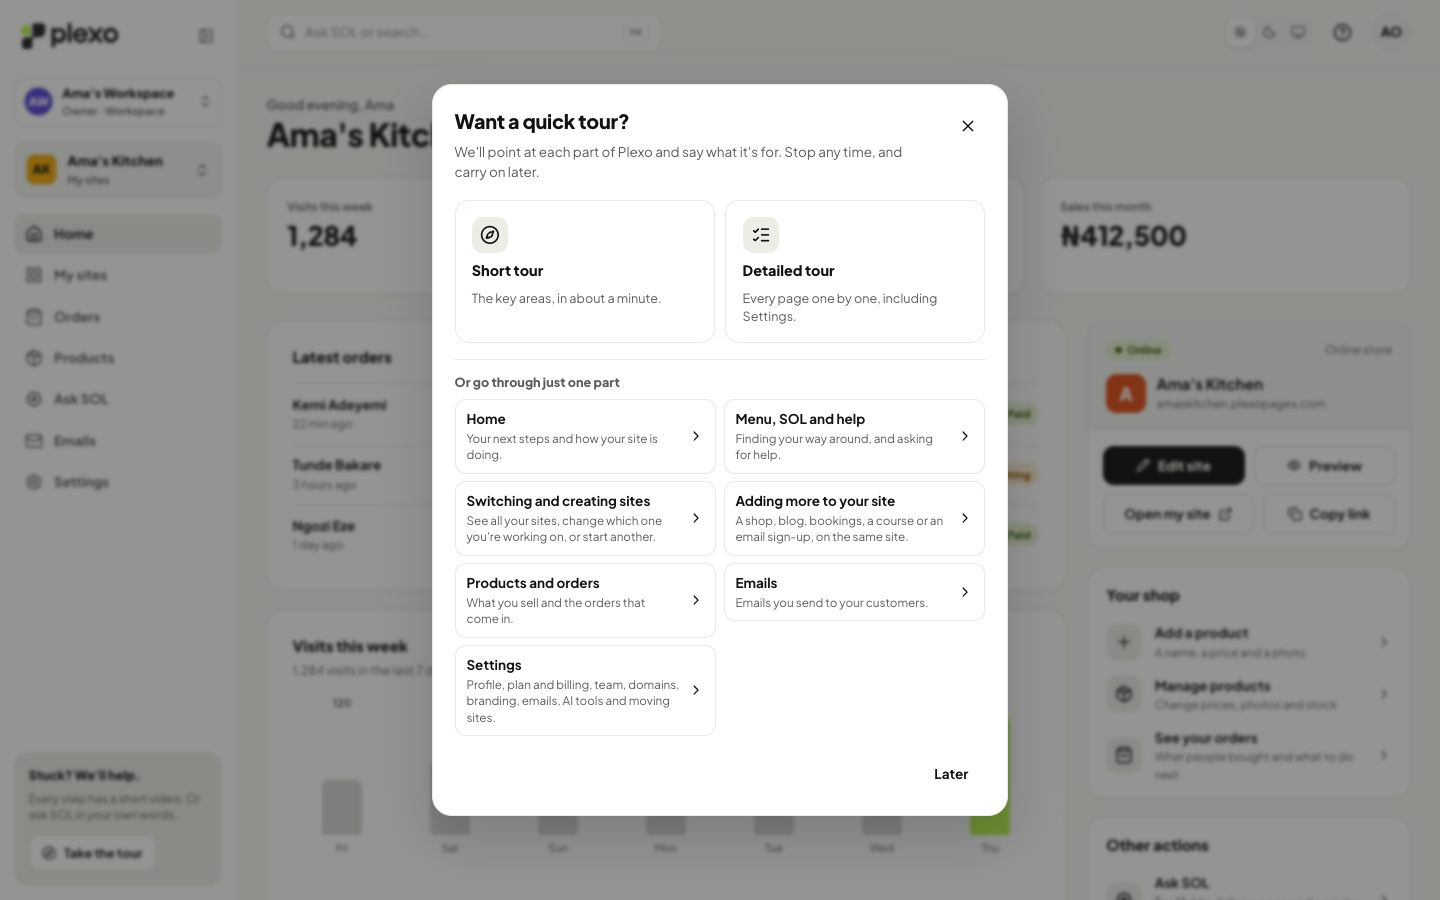 plexo
Ask SOL or search...
AO
AW
Ama's Workspace
Owner · Workspace
AK
Ama's Kitchen
My sites
Home
My sites
Orders
Products
Ask SOL
Emails
Settings
Stuck? We'll help.
Every step has a short video. Or
ask SOL in your own words.
Take the tour
Good evening, Ama
Ama's Kitc
Visits this week
1,284
Sales this month
₦412,500
Latest orders
Kemi Adeyemi
22 min ago
Paid
Tunde Bakare
3 hours ago
Ngozi Eze
1 day ago
Paid
Visits this week
1,284 visits in the last 7 d
120
Fri
Sat
Sun
Mon
Tue
Wed
Thu
Want a quick tour?
We'll point at each part of Plexo and say what it's for. Stop any time, and
carry on later.
Short tour
The key areas, in about a minute.
Detailed tour
Every page one by one, including
Settings.
Or go through just one part
Home
Your next steps and how your site is
doing.
Menu, SOL and help
Finding your way around, and asking
for help.
Switching and creating sites
See all your sites, change which one
you're working on, or start another.
Adding more to your site
A shop, blog, bookings, a course or an
email sign-up, on the same site.
Products and orders
What you sell and the orders that
come in.
Emails
Emails you send to your customers.
Settings
Profile, plan and billing, team, domains,
branding, emails, AI tools and moving
sites.
Later
Online
Online store
A
Ama's Kitchen
amaskitchen.plexopages.com
Edit site
Preview
Open my site
Copy link
Your shop
Add a product
A name, a price and a photo
Manage products
Change prices, photos and stock
See your orders
What people bought and what to do
next
Other actions
Ask SOL